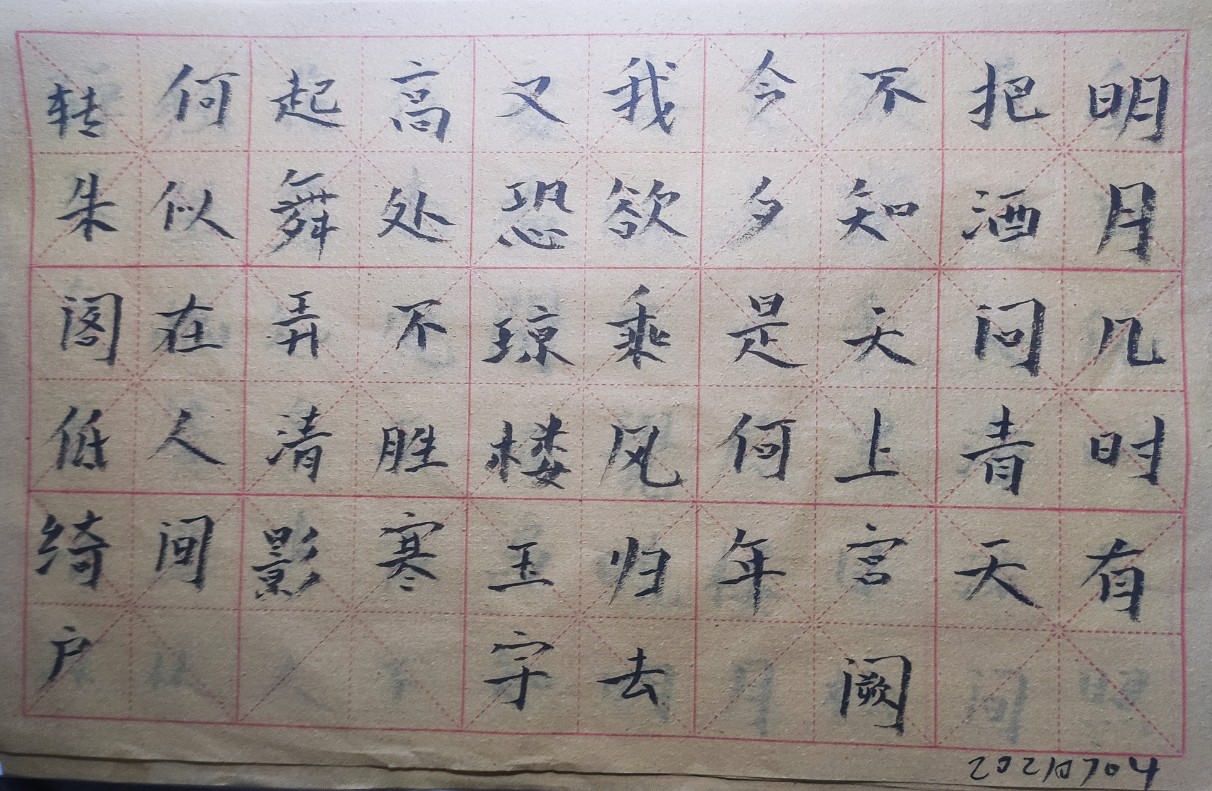 明月几时有
把酒问青天
不知天上宫阙
今夕是何年
我欲乘风归去
又恐琼楼玉宇
高处不胜寒
起舞弄清影
何似在人间
转朱阁低绮户
20210704